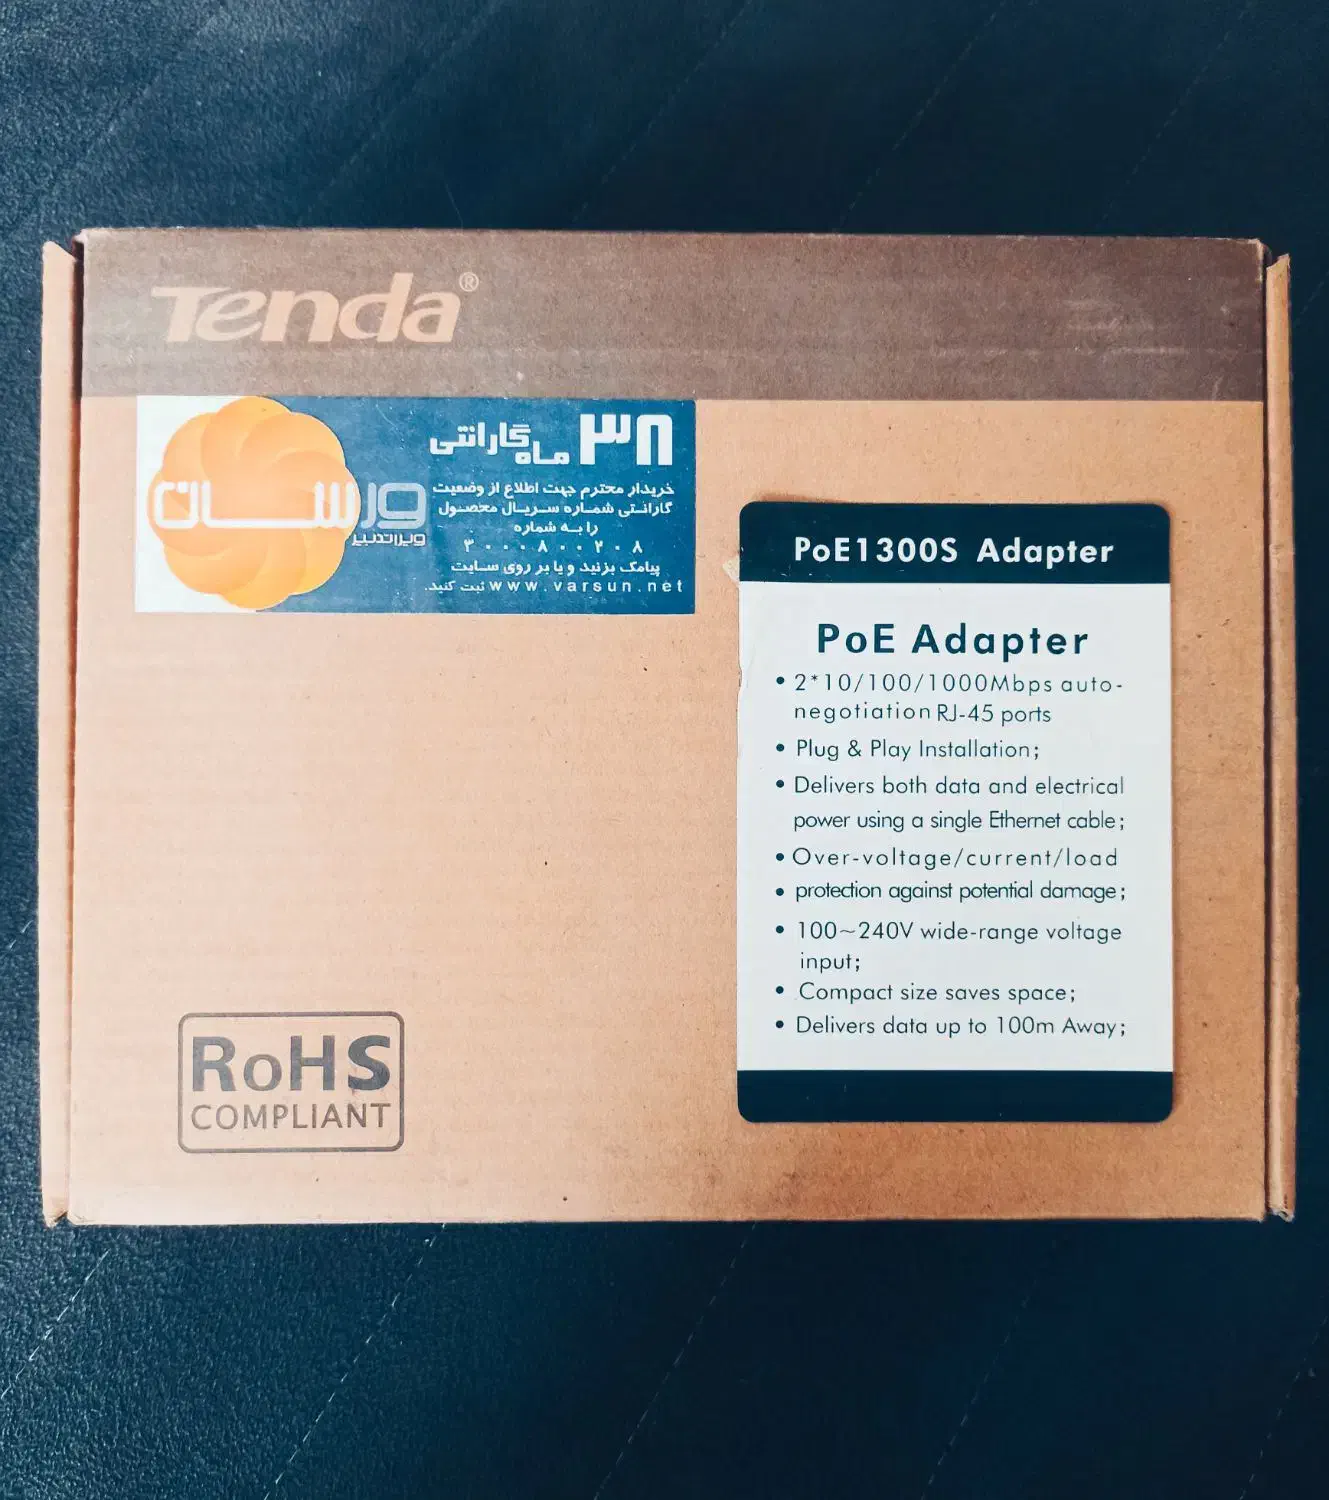 Tenda®
۳۸ ماه گارانتی
ورسان
ویراتدبیر
خریدار محترم جهت اطلاع از وضعیت
گارانتی شماره سریال محصول
را به شماره
۳۰۰۰۸۰۰۲۰۸
پیامک بزنید و یا بر روی سایت
www.varsun.net ثبت کنید.
PoE1300S Adapter
PoE Adapter
• 2*10/100/1000Mbps auto-
negotiation RJ-45 ports
• Plug & Play Installation;
• Delivers both data and electrical
power using a single Ethernet cable;
• Over-voltage/current/load
• protection against potential damage;
• 100~240V wide-range voltage
input;
• Compact size saves space;
• Delivers data up to 100m Away;
RoHS
COMPLIANT